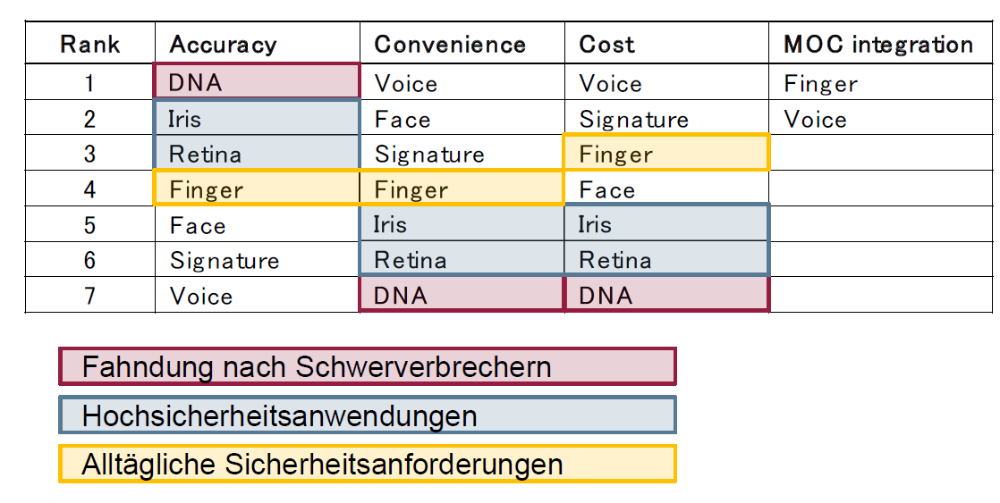 Rank Accuracy Convenience Cost MOC integration
1 DNA Voice Voice Finger
2 Iris Face Signature Voice
3 Retina Signature Finger
4 Finger Finger Face
5 Face Iris Iris
6 Signature Retina Retina
7 Voice DNA DNA
Fahndung nach Schwerverbrechern
Hochsicherheitsanwendungen
Alltägliche Sicherheitsanforderungen